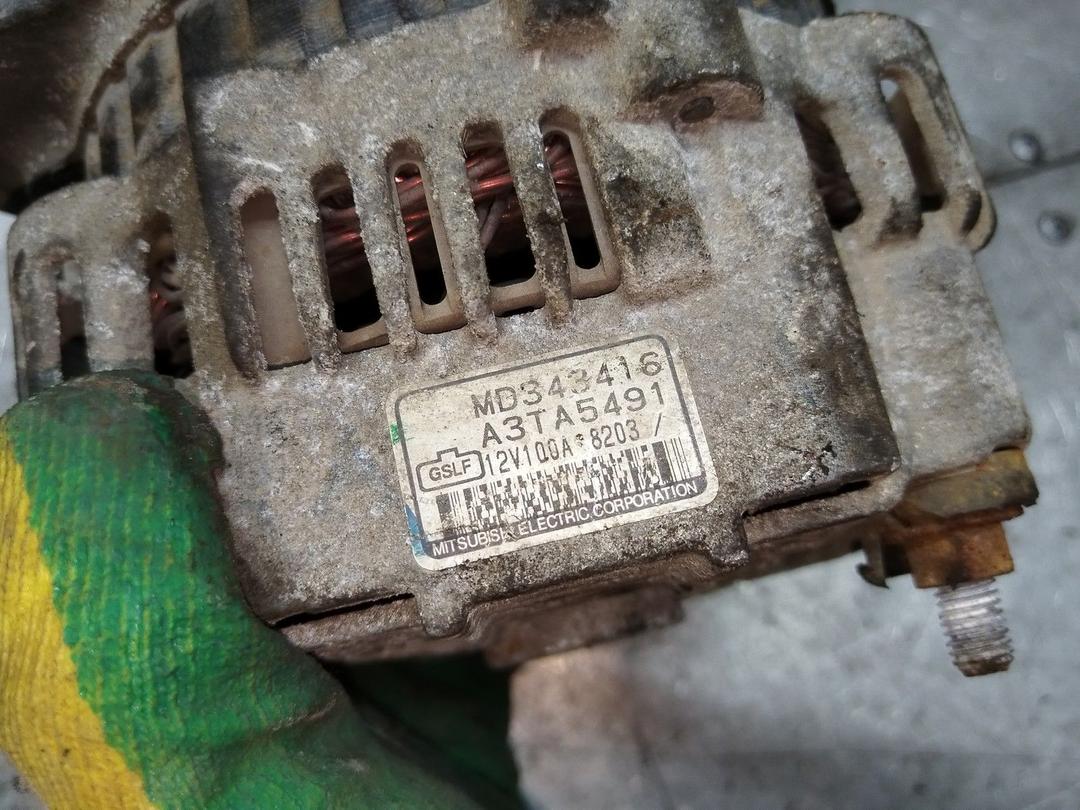 MD343416
A3TA5491
GSLF 12V100A 8203 /
MITSUBISHI ELECTRIC CORPORATION